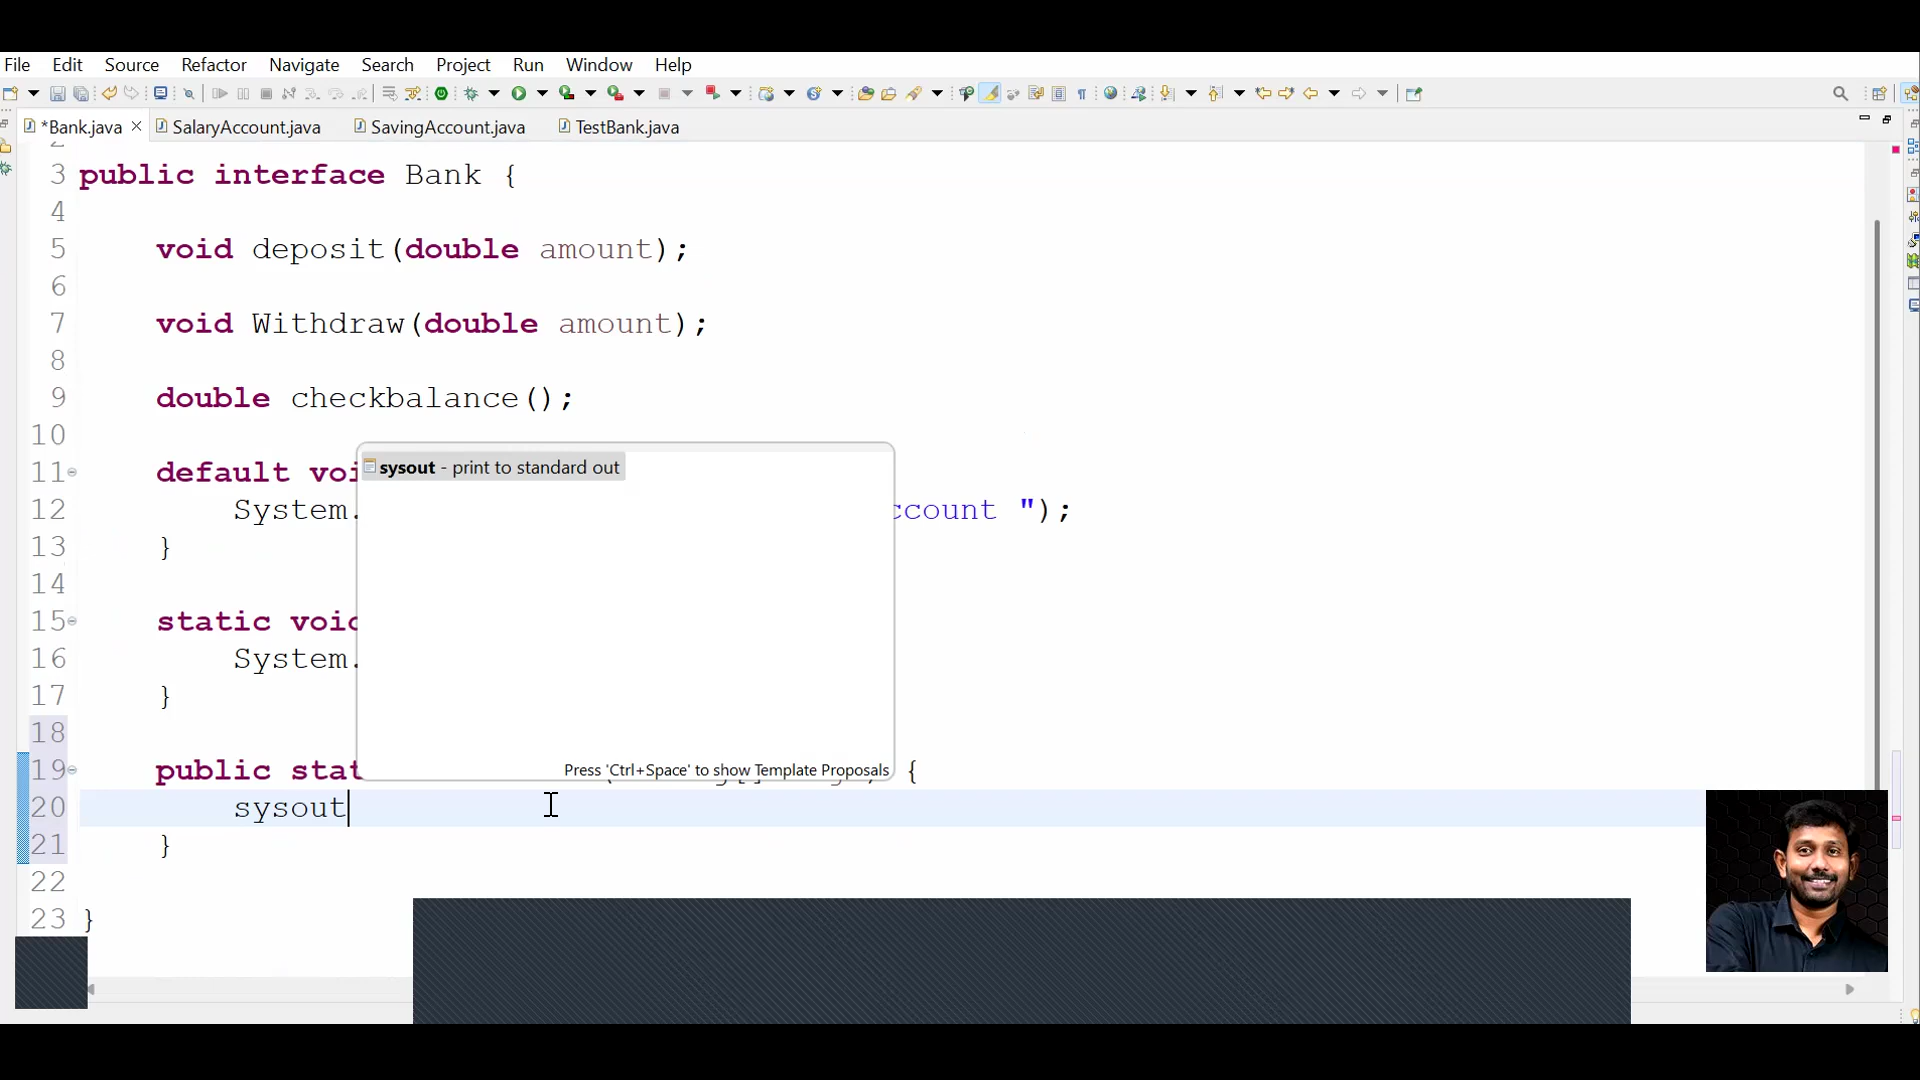 File Edit Source Refactor Navigate Search Project Run Window Help
*Bank.java SalaryAccount.java SavingAccount.java TestBank.java
3 public interface Bank {
4
5 void deposit(double amount);
6
7 void Withdraw(double amount);
8
9 double checkbalance();
10
11 default voi
sysout - print to standard out
12 System. ccount ");
13 }
14
15 static voi
16 System.
17 }
18
19 public stat {
Press 'Ctrl+Space' to show Template Proposals
20 sysout
21 }
22
23 }